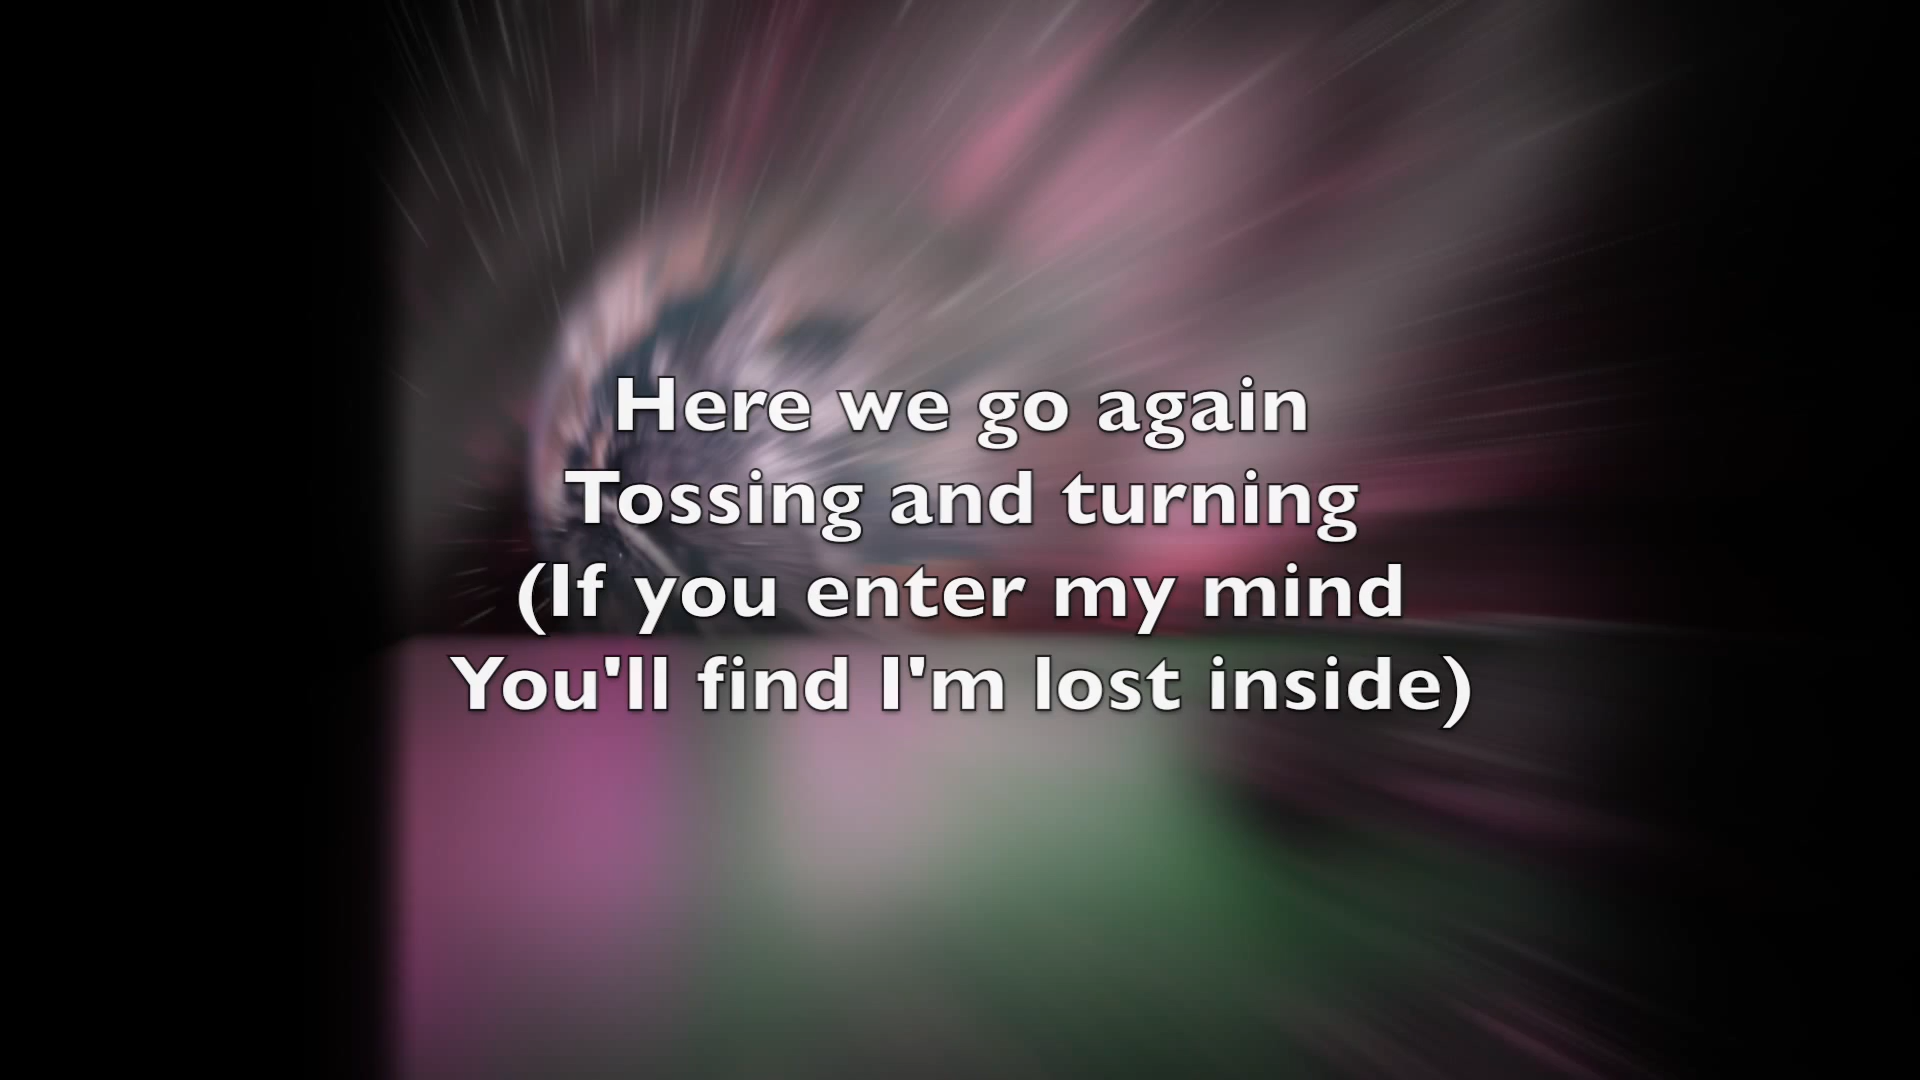 Here we go again
Tossing and turning
(If you enter my mind
You'll find I'm lost inside)